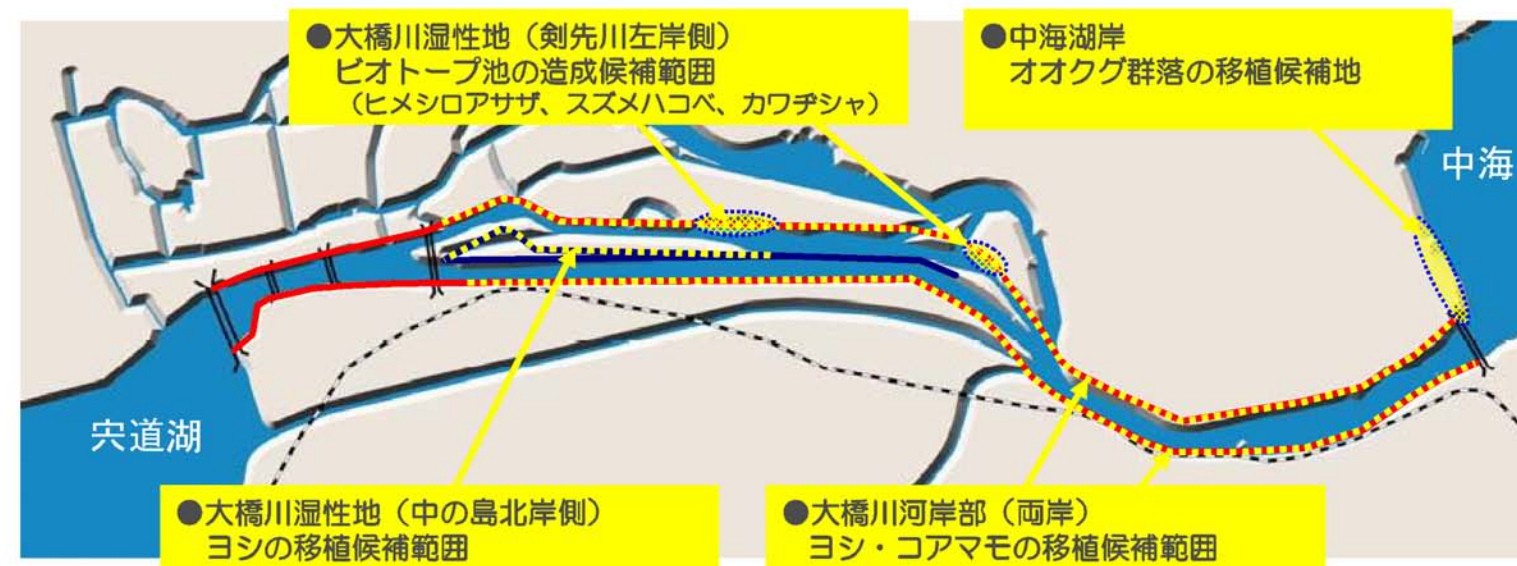 ●大橋川湿性地（剣先川左岸側）
ビオトープ池の造成候補範囲
（ヒメシロアサザ、スズメハコベ、カワヂシャ）
●中海湖岸
オオクグ群落の移植候補地
中海
宍道湖
●大橋川湿性地（中の島北岸側）
ヨシの移植候補範囲
●大橋川河岸部（両岸）
ヨシ・コアマモの移植候補範囲